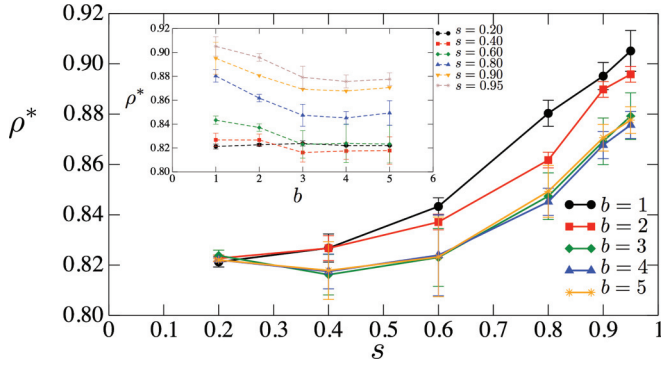 0.92
0.90
0.88
0.86
0.84
0.82
0.80
ρ*
0 0.1 0.2 0.3 0.4 0.5 0.6 0.7 0.8 0.9 1
s
b = 1
b = 2
b = 3
b = 4
b = 5
0.92
0.90
0.88
0.86
0.84
0.82
0.80
ρ*
0 1 2 3 4 5 6
b
s = 0.20
s = 0.40
s = 0.60
s = 0.80
s = 0.90
s = 0.95